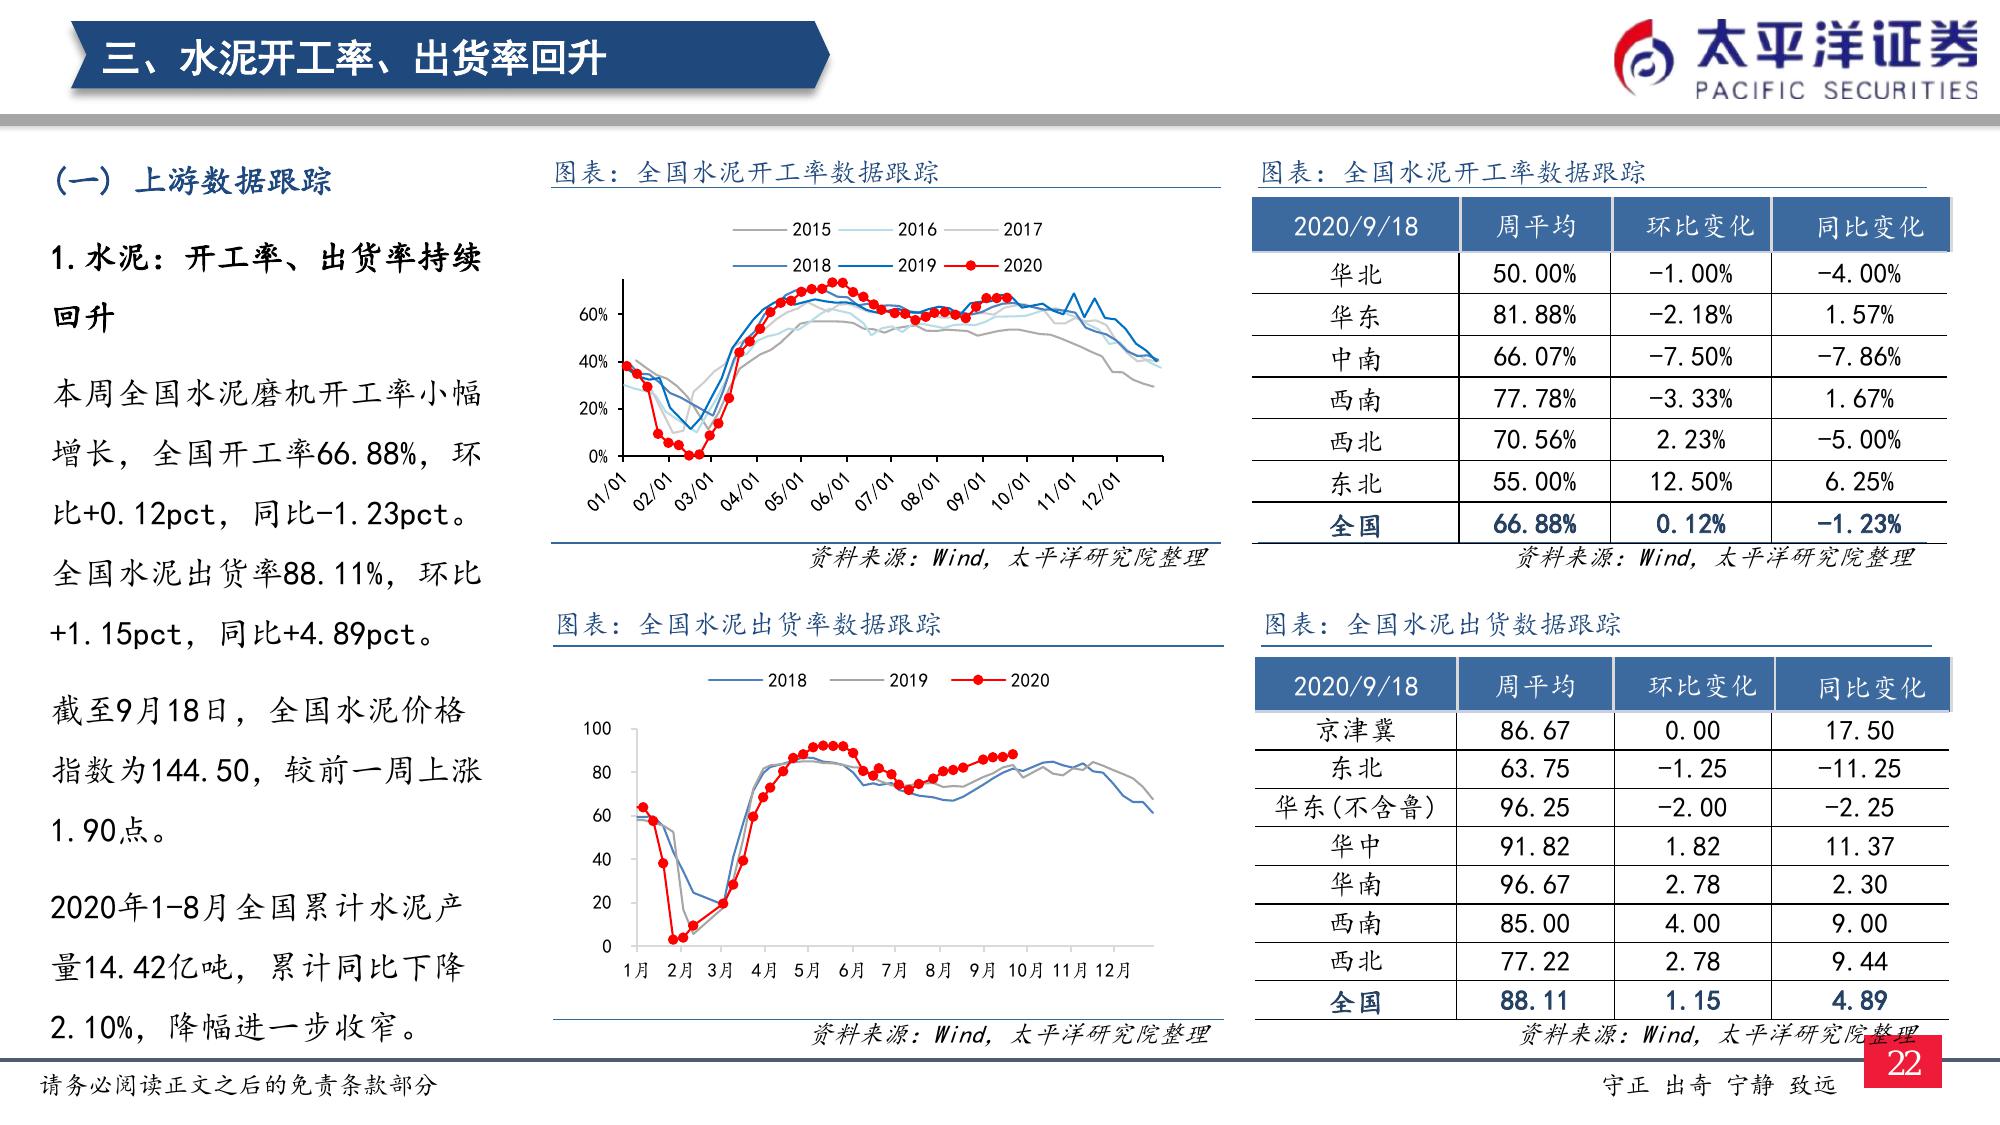 三、水泥开工率、出货率回升
太平洋证券
PACIFIC SECURITIES
(一) 上游数据跟踪
1.水泥：开工率、出货率持续
回升
本周全国水泥磨机开工率小幅
增长，全国开工率66.88%，环
比+0.12pct，同比-1.23pct。
全国水泥出货率88.11%，环比
+1.15pct，同比+4.89pct。
截至9月18日，全国水泥价格
指数为144.50，较前一周上涨
1.90点。
2020年1-8月全国累计水泥产
量14.42亿吨，累计同比下降
2.10%，降幅进一步收窄。
图表：全国水泥开工率数据跟踪
2015 2016 2017
2018 2019 2020
60%
40%
20%
0%
01/01 02/01 03/01 04/01 05/01 06/01 07/01 08/01 09/01 10/01 11/01 12/01
资料来源：Wind，太平洋研究院整理
图表：全国水泥开工率数据跟踪
2020/9/18 周平均 环比变化 同比变化
华北 50.00% -1.00% -4.00%
华东 81.88% -2.18% 1.57%
中南 66.07% -7.50% -7.86%
西南 77.78% -3.33% 1.67%
西北 70.56% 2.23% -5.00%
东北 55.00% 12.50% 6.25%
全国 66.88% 0.12% -1.23%
资料来源：Wind，太平洋研究院整理
图表：全国水泥出货率数据跟踪
2018 2019 2020
100
80
60
40
20
0
1月 2月 3月 4月 5月 6月 7月 8月 9月 10月 11月 12月
资料来源：Wind，太平洋研究院整理
图表：全国水泥出货数据跟踪
2020/9/18 周平均 环比变化 同比变化
京津冀 86.67 0.00 17.50
东北 63.75 -1.25 -11.25
华东(不含鲁) 96.25 -2.00 -2.25
华中 91.82 1.82 11.37
华南 96.67 2.78 2.30
西南 85.00 4.00 9.00
西北 77.22 2.78 9.44
全国 88.11 1.15 4.89
资料来源：Wind，太平洋研究院整理
请务必阅读正文之后的免责条款部分
守正 出奇 宁静 致远
22